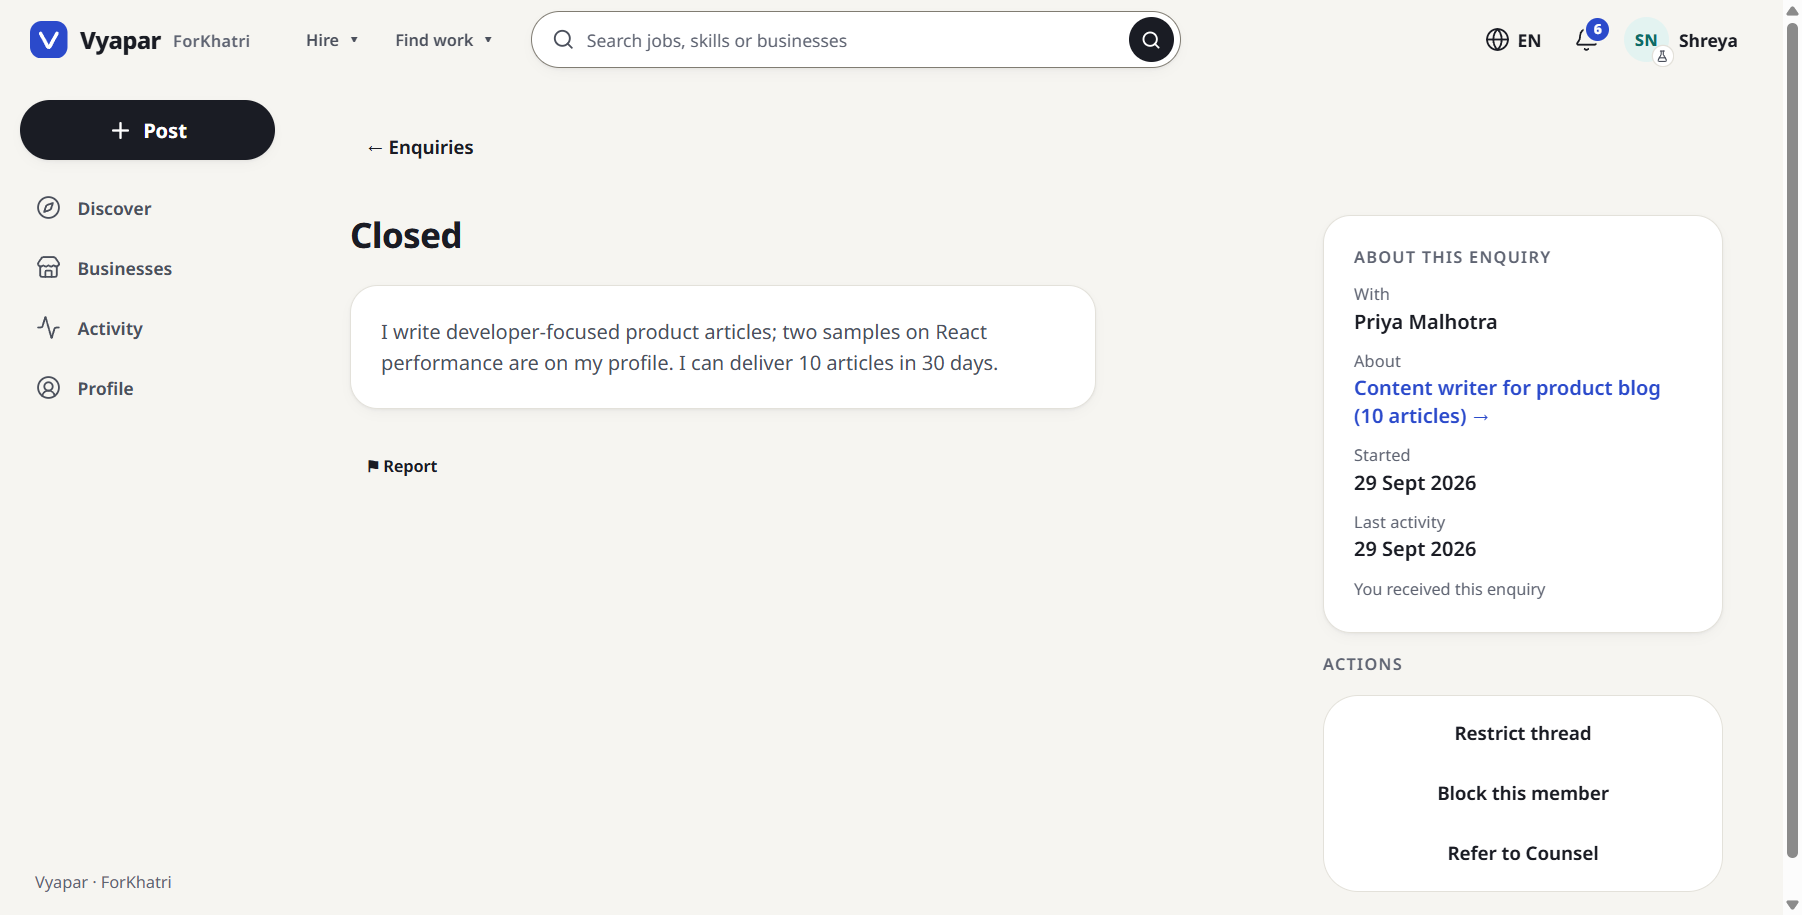 Vyapar ForKhatri
Hire ▼
Find work ▼
Search jobs, skills or businesses
EN
6
SN
Shreya
+ Post
Discover
Businesses
Activity
Profile
← Enquiries
Closed
I write developer-focused product articles; two samples on React
performance are on my profile. I can deliver 10 articles in 30 days.
⚑ Report
ABOUT THIS ENQUIRY
With
Priya Malhotra
About
Content writer for product blog
(10 articles) →
Started
29 Sept 2026
Last activity
29 Sept 2026
You received this enquiry
ACTIONS
Restrict thread
Block this member
Refer to Counsel
Vyapar · ForKhatri